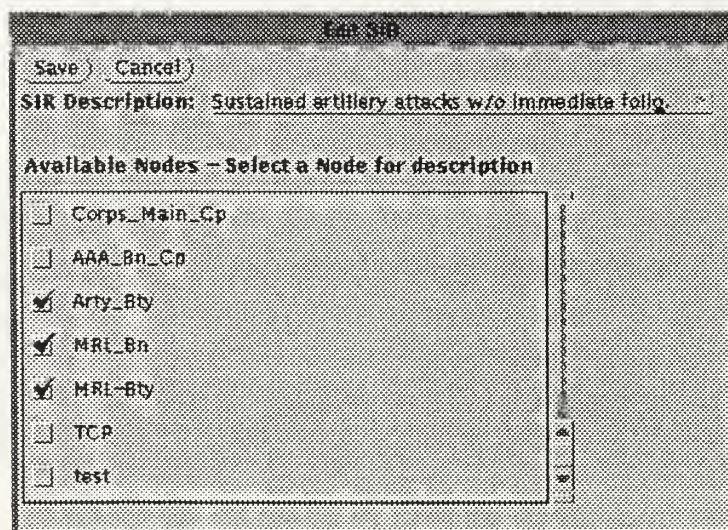 Edit SIR
Save Cancel
SIR Description: Sustained artillery attacks w/o immediate follo
Available Nodes – Select a Node for description
Corps_Main_Cp
AAA_Bn_Cp
Arty_Bty
MRL_Bn
MRL-Bty
TCP
test